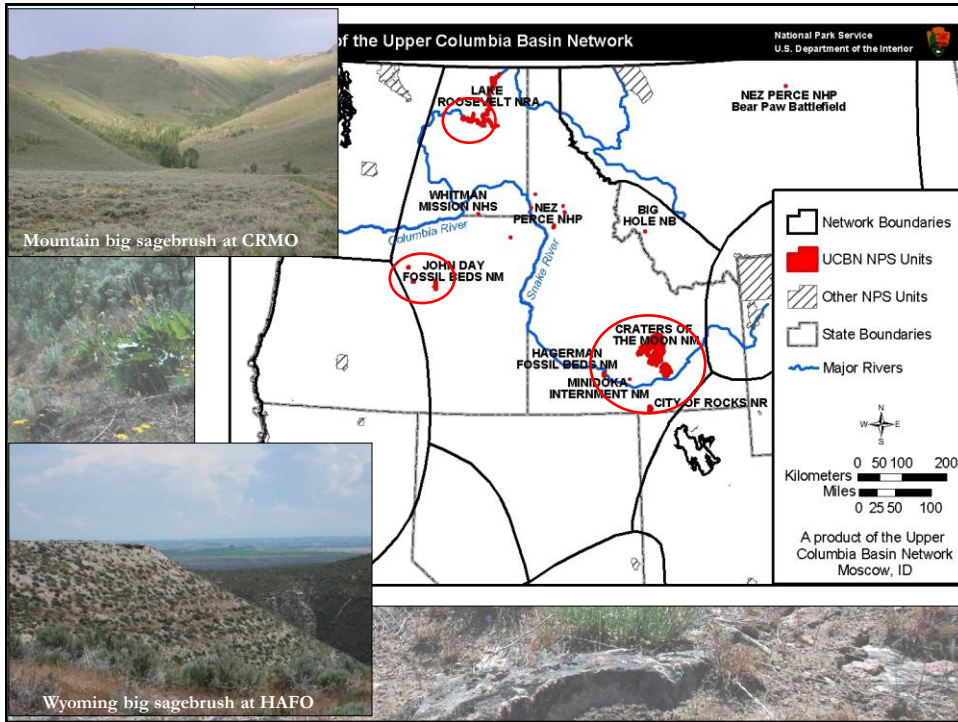 of the Upper Columbia Basin Network
National Park Service
U.S. Department of the Interior
Mountain big sagebrush at CRMO
LAKE
ROOSEVELT NRA
NEZ PERCE NHP
Bear Paw Battlefield
WHITMAN
MISSION NHS
NEZ
PERCE NHP
BIG
HOLE NB
Columbia River
Snake River
JOHN DAY
FOSSIL BEDS NM
CRATERS OF
THE MOON NM
HAGERMAN
FOSSIL BEDS NM
MINIDOKA
INTERNMENT NM
CITY OF ROCKS NR
Network Boundaries
UCBN NPS Units
Other NPS Units
State Boundaries
Major Rivers
N
W E
S
0 50 100 200
Kilometers
Miles
0 25 50 100
A product of the Upper
Columbia Basin Network
Moscow, ID
Wyoming big sagebrush at HAFO